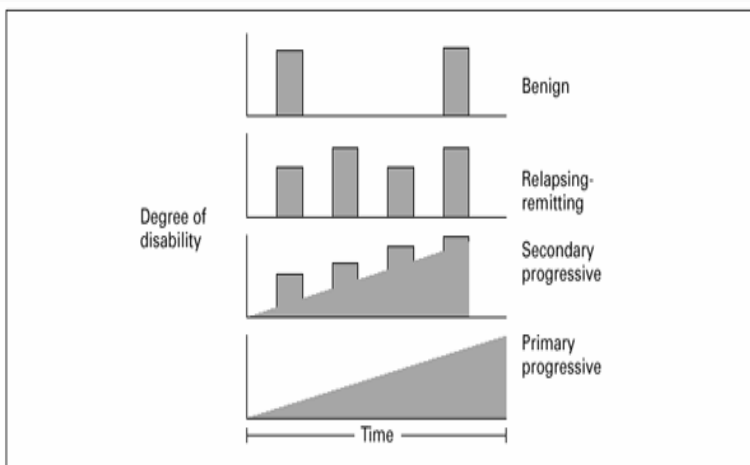 Benign
Relapsing-
remitting
Degree of
disability
Secondary
progressive
Primary
progressive
Time